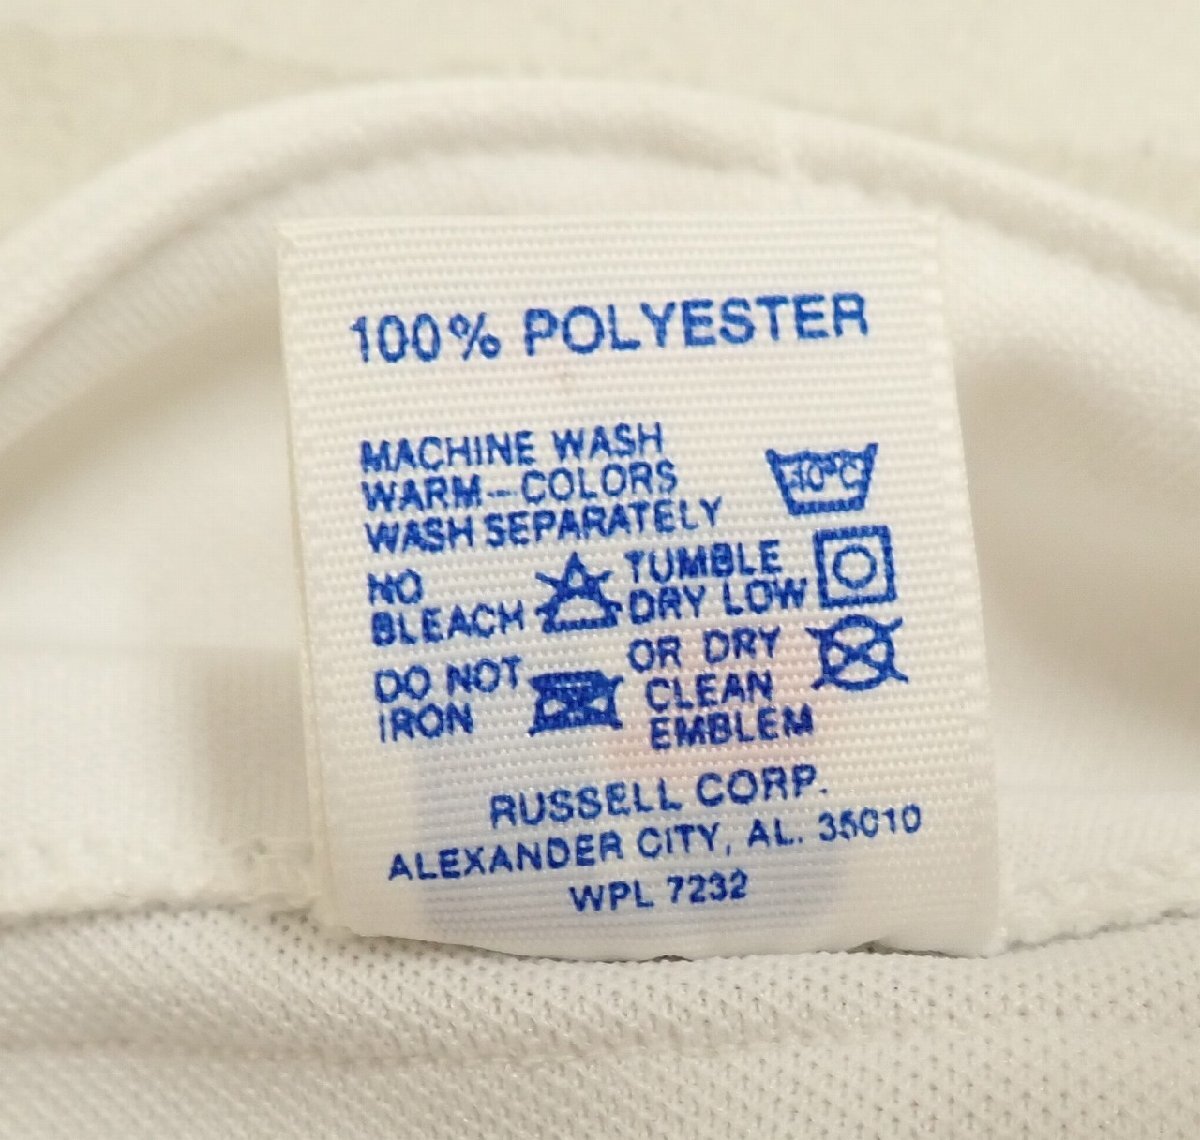 100% POLYESTER
MACHINE WASH
WARM—COLORS
WASH SEPARATELY
40°C
NO
BLEACH
TUMBLE
DRY LOW
DO NOT
IRON
OR DRY
CLEAN
EMBLEM
RUSSELL CORP.
ALEXANDER CITY, AL. 35010
WPL 7232